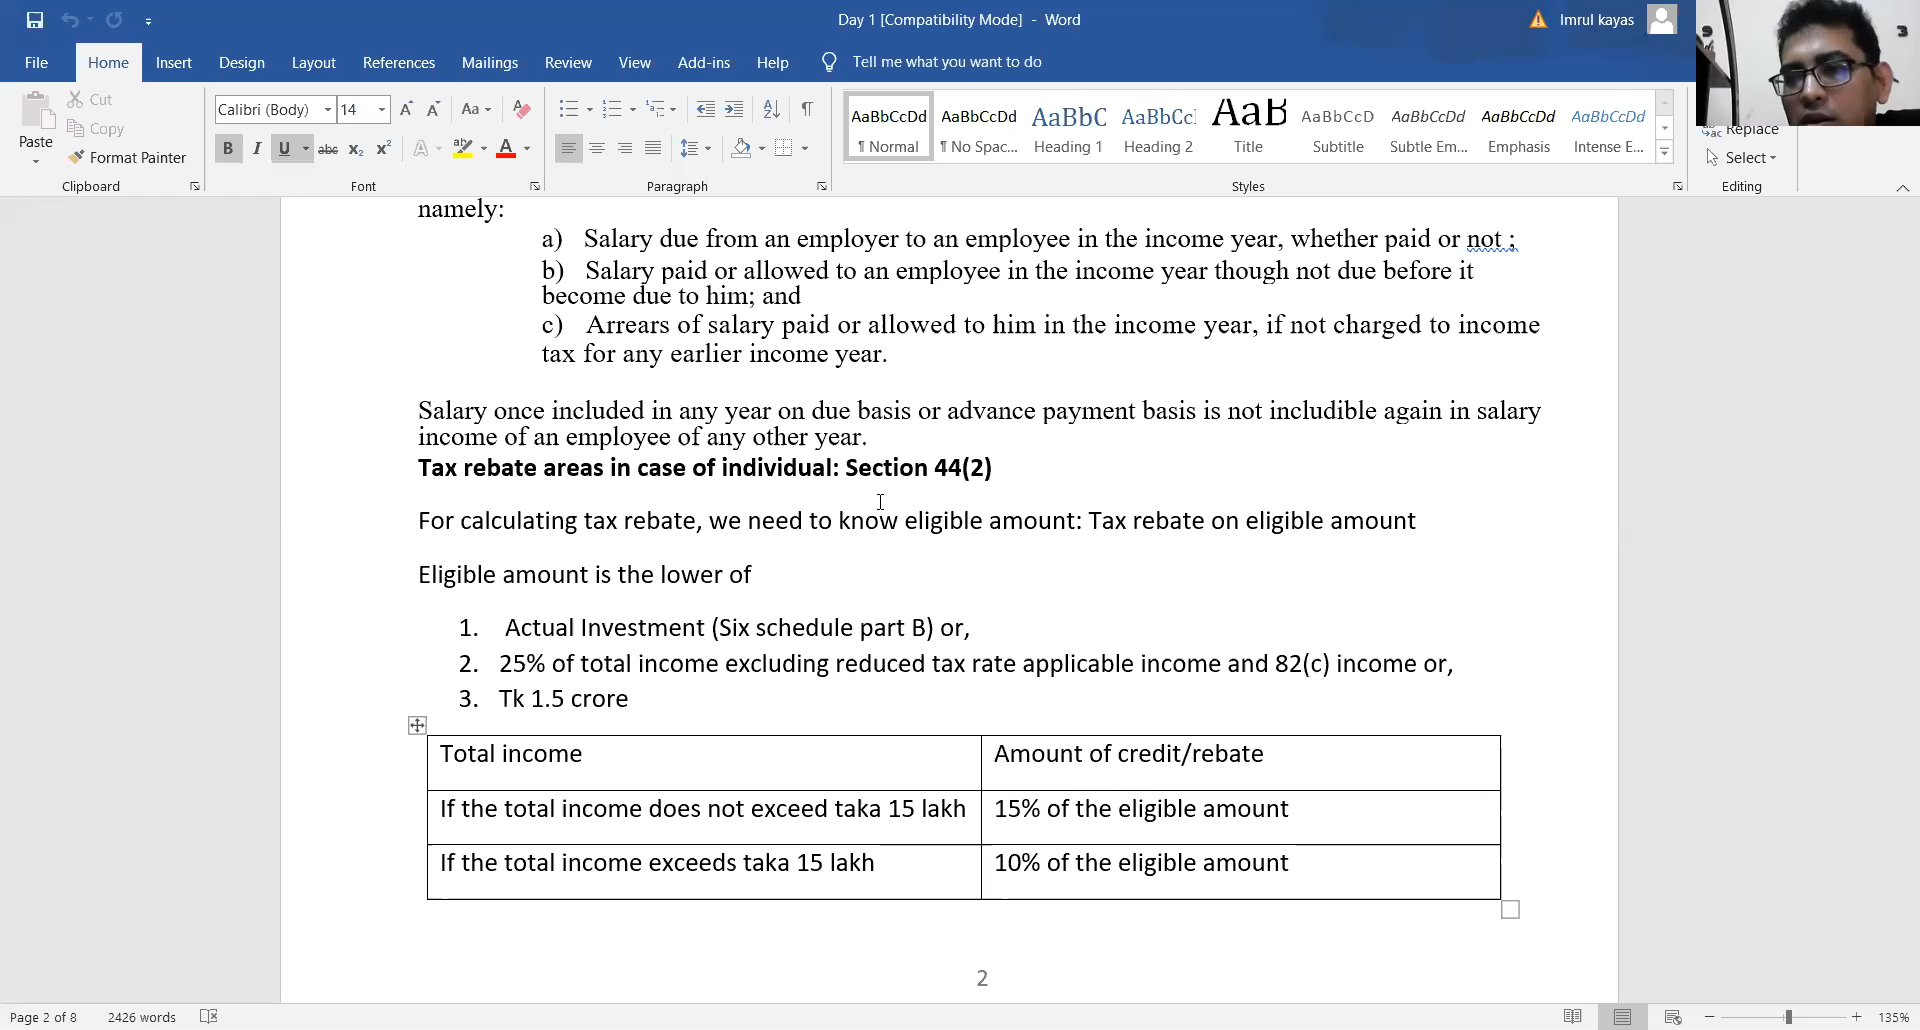 Day 1 [Compatibility Mode] - Word
Imrul kayas
File Home Insert Design Layout References Mailings Review View Add-ins Help Tell me what you want to do
Paste
Cut
Copy
Format Painter
Clipboard
Calibri (Body) 14
Font
Paragraph
AaBbCcDd AaBbCcDd AaBbC AaBbCc AaB AaBbCcD AaBbCcDd AaBbCcDd AaBbCcDd
¶ Normal ¶ No Spac... Heading 1 Heading 2 Title Subtitle Subtle Em... Emphasis Intense E...
Styles
Replace
Select
Editing
namely:
a) Salary due from an employer to an employee in the income year, whether paid or not ;
b) Salary paid or allowed to an employee in the income year though not due before it
become due to him; and
c) Arrears of salary paid or allowed to him in the income year, if not charged to income
tax for any earlier income year.
Salary once included in any year on due basis or advance payment basis is not includible again in salary
income of an employee of any other year.
Tax rebate areas in case of individual: Section 44(2)
For calculating tax rebate, we need to know eligible amount: Tax rebate on eligible amount
Eligible amount is the lower of
1. Actual Investment (Six schedule part B) or,
2. 25% of total income excluding reduced tax rate applicable income and 82(c) income or,
3. Tk 1.5 crore
Total income Amount of credit/rebate
If the total income does not exceed taka 15 lakh 15% of the eligible amount
If the total income exceeds taka 15 lakh 10% of the eligible amount
2
Page 2 of 8 2426 words 135%